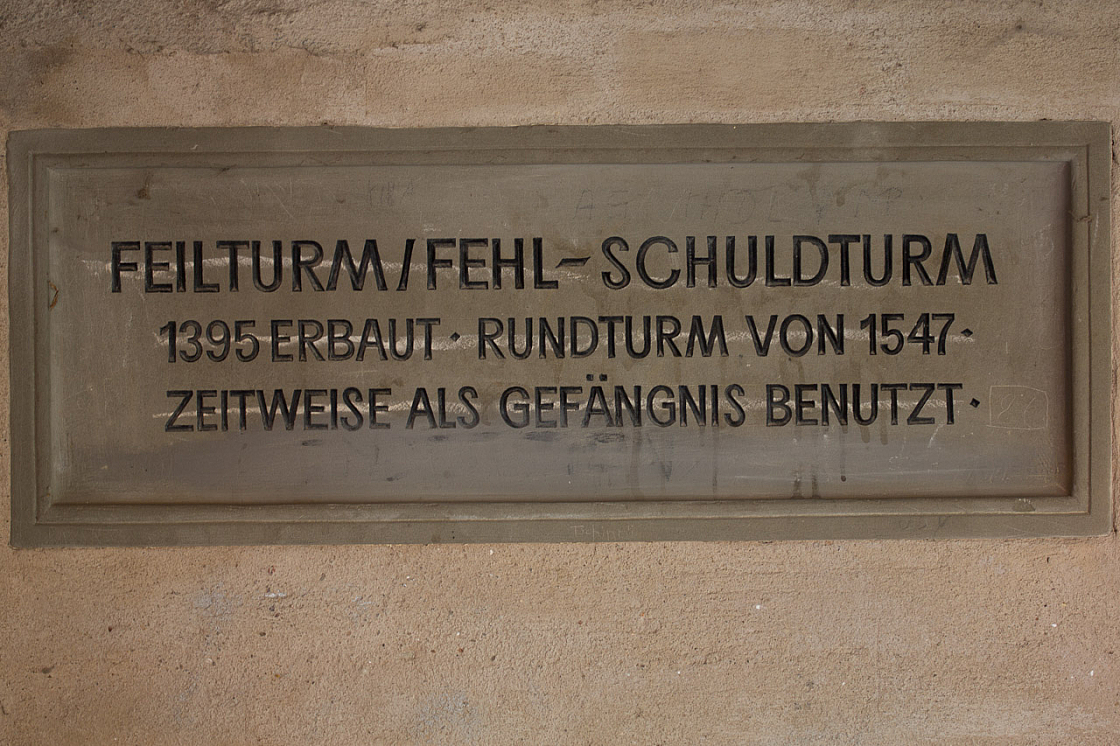 FEILTURM/FEHL-SCHULDTURM
1395 ERBAUT · RUNDTURM VON 1547 ·
ZEITWEISE ALS GEFÄNGNIS BENUTZT ·